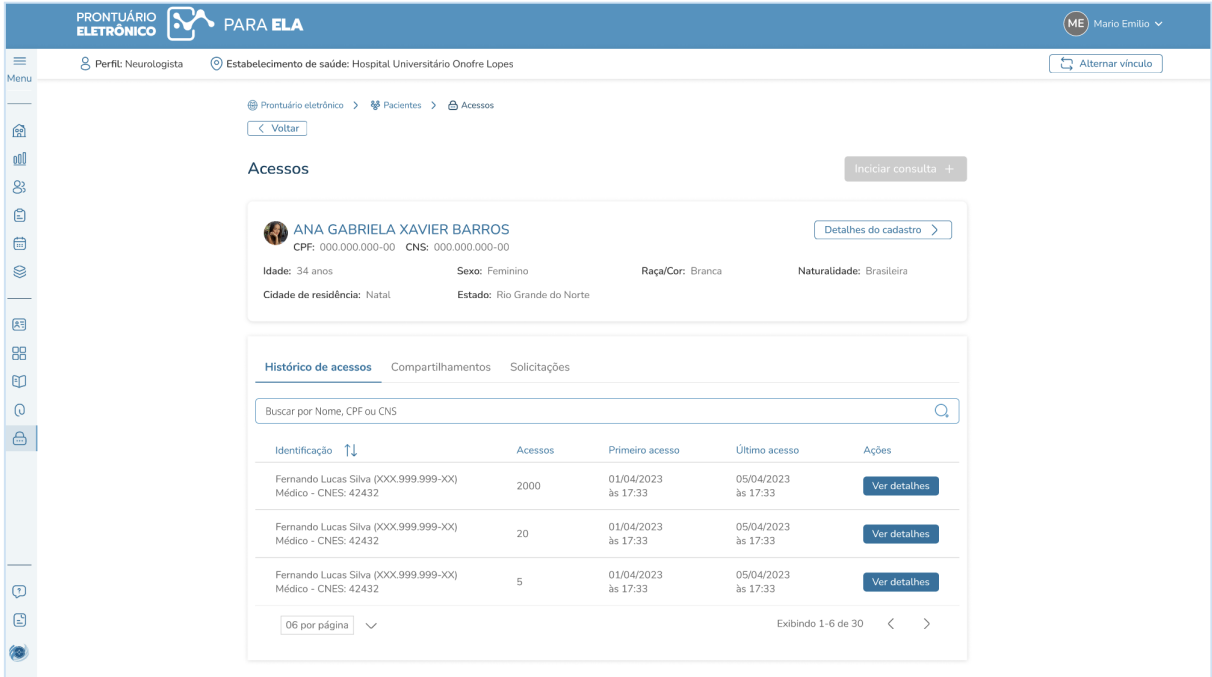 PRONTUÁRIO ELETRÔNICO PARA ELA
ME Mario Emilio
Menu
Perfil: Neurologista Estabelecimento de saúde: Hospital Universitário Onofre Lopes Alternar vínculo
Prontuário eletrônico > Pacientes > Acessos
< Voltar
Acessos Inciciar consulta +
ANA GABRIELA XAVIER BARROS Detalhes do cadastro >
CPF: 000.000.000-00 CNS: 000.000.000-00
Idade: 34 anos Sexo: Feminino Raça/Cor: Branca Naturalidade: Brasileira
Cidade de residência: Natal Estado: Rio Grande do Norte
Histórico de acessos Compartilhamentos Solicitações
Buscar por Nome, CPF ou CNS
Identificação Acessos Primeiro acesso Último acesso Ações
Fernando Lucas Silva (XXX.999.999-XX) 2000 01/04/2023 05/04/2023 Ver detalhes
Médico - CNES: 42432 às 17:33 às 17:33
Fernando Lucas Silva (XXX.999.999-XX) 20 01/04/2023 05/04/2023 Ver detalhes
Médico - CNES: 42432 às 17:33 às 17:33
Fernando Lucas Silva (XXX.999.999-XX) 5 01/04/2023 05/04/2023 Ver detalhes
Médico - CNES: 42432 às 17:33 às 17:33
06 por página Exibindo 1-6 de 30 < >